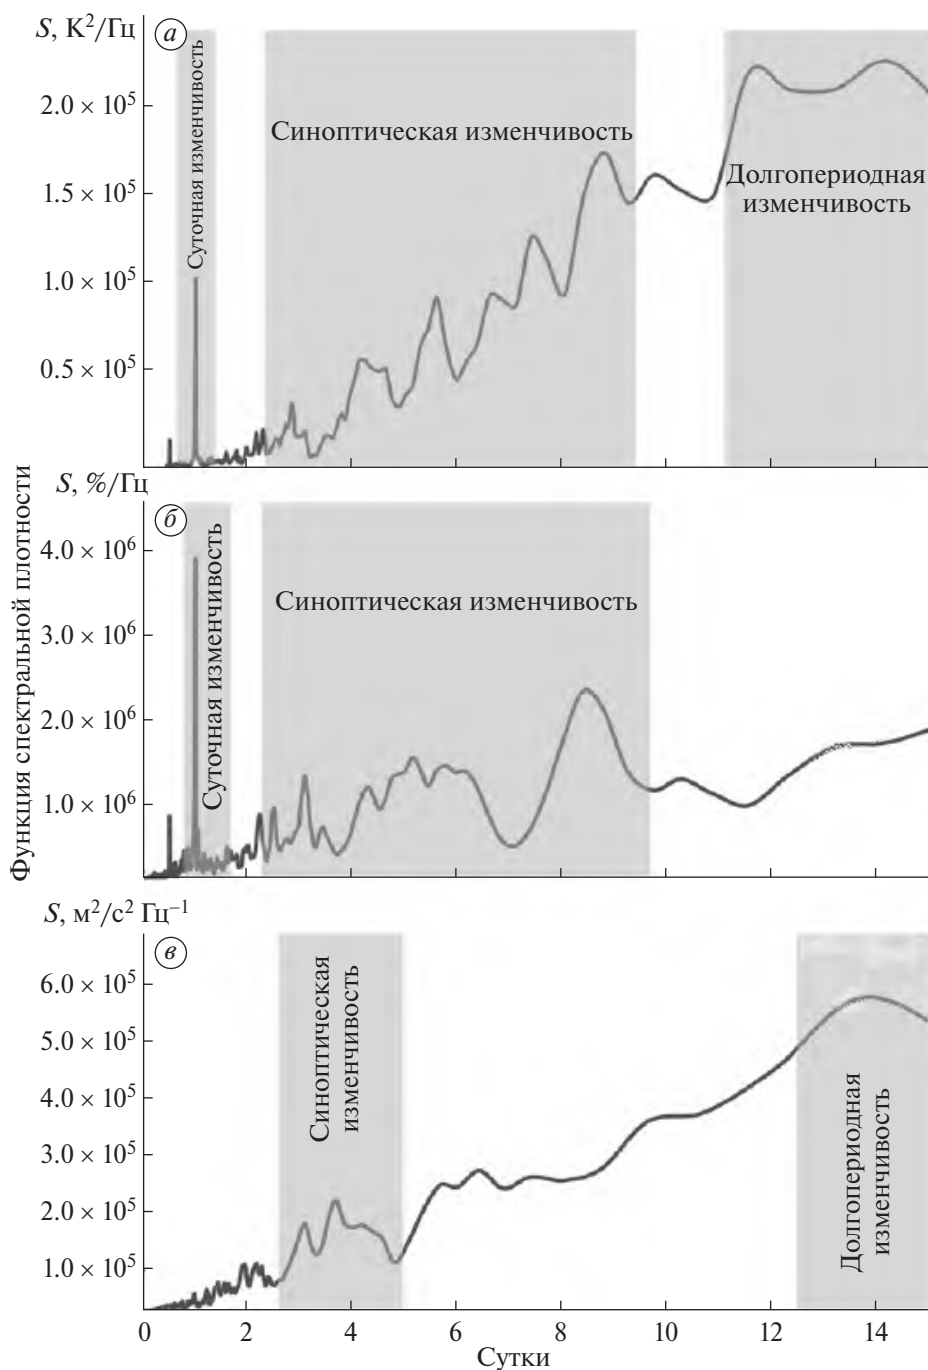 S, К²/Гц
а
2.0 × 10⁵
1.5 × 10⁵
1.0 × 10⁵
0.5 × 10⁵
Суточная изменчивость
Синоптическая изменчивость
Долгопериодная
изменчивость
Функция спектральной плотности
S, %/Гц
б
4.0 × 10⁶
3.0 × 10⁶
2.0 × 10⁶
1.0 × 10⁶
Суточная изменчивость
Синоптическая изменчивость
S, м²/с² Гц⁻¹
в
6.0 × 10⁵
5.0 × 10⁵
4.0 × 10⁵
3.0 × 10⁵
2.0 × 10⁵
1.0 × 10⁵
Синоптическая
изменчивость
Долгопериодная
изменчивость
0 2 4 6 8 10 12 14
Сутки